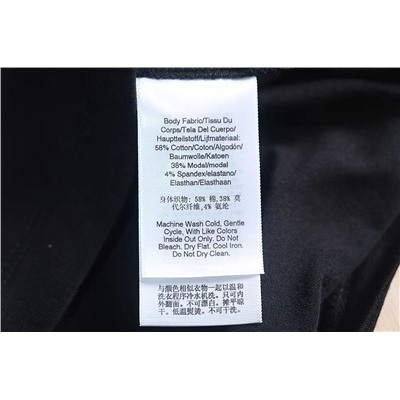 Body Fabric/Tissu Du
Corps/Tela Del Cuerpo/
Hauptteilstoff/Lijfmateriaal:
58% Cotton/Coton/Algodón/
Baumwolle/Katoen
38% Modal/modal
4% Spandex/elastano/
Elasthan/Elasthaan
身体织物: 58% 棉,38% 莫
代尔纤维,4% 氨纶
Machine Wash Cold, Gentle
Cycle, With Like Colors
Inside Out Only. Do Not
Bleach. Dry Flat. Cool Iron.
Do Not Dry Clean.
与颜色相似衣物一起以温和
洗衣程序冷水机洗。只可内
外翻面。不可漂白。摊平晾
干。低温熨烫。不可干洗。